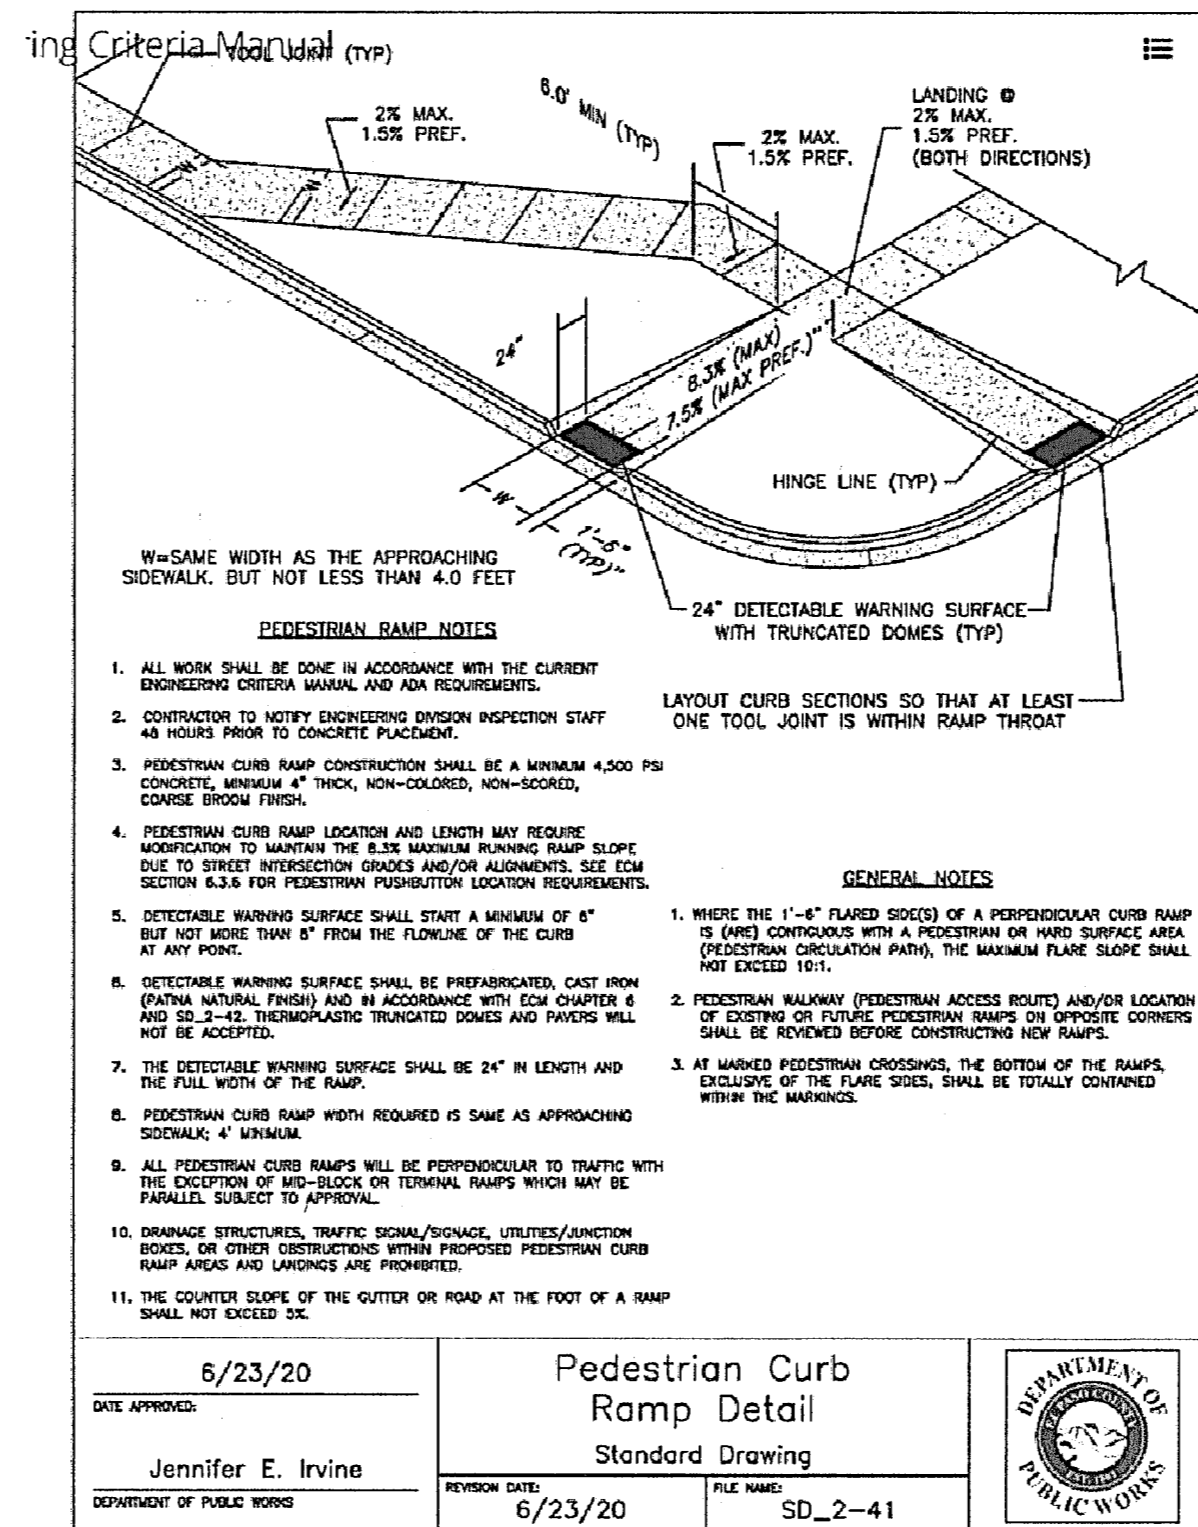 ing Criteria Manual
TOOL JOINT (TYP)
2% MAX.
1.5% PREF.
6.0' MIN (TYP)
2% MAX.
1.5% PREF.
LANDING @
2% MAX.
1.5% PREF.
(BOTH DIRECTIONS)
W
W
24"
8.3% (MAX)
7.5% (MAX PREF.)
HINGE LINE (TYP)
W
1'-6"
(TYP)
W=SAME WIDTH AS THE APPROACHING
SIDEWALK. BUT NOT LESS THAN 4.0 FEET
24" DETECTABLE WARNING SURFACE
WITH TRUNCATED DOMES (TYP)
LAYOUT CURB SECTIONS SO THAT AT LEAST
ONE TOOL JOINT IS WITHIN RAMP THROAT
PEDESTRIAN RAMP NOTES
1. ALL WORK SHALL BE DONE IN ACCORDANCE WITH THE CURRENT
ENGINEERING CRITERIA MANUAL AND ADA REQUIREMENTS.
2. CONTRACTOR TO NOTIFY ENGINEERING DIVISION INSPECTION STAFF
48 HOURS PRIOR TO CONCRETE PLACEMENT.
3. PEDESTRIAN CURB RAMP CONSTRUCTION SHALL BE A MINIMUM 4,500 PSI
CONCRETE, MINIMUM 4" THICK, NON-COLORED, NON-SCORED,
COARSE BROOM FINISH.
4. PEDESTRIAN CURB RAMP LOCATION AND LENGTH MAY REQUIRE
MODIFICATION TO MAINTAIN THE 8.3% MAXIMUM RUNNING RAMP SLOPE
DUE TO STREET INTERSECTION GRADES AND/OR ALIGNMENTS. SEE ECM
SECTION 6.3.6 FOR PEDESTRIAN PUSHBUTTON LOCATION REQUIREMENTS.
5. DETECTABLE WARNING SURFACE SHALL START A MINIMUM OF 6"
BUT NOT MORE THAN 8" FROM THE FLOWLINE OF THE CURB
AT ANY POINT.
6. DETECTABLE WARNING SURFACE SHALL BE PREFABRICATED, CAST IRON
(PATINA NATURAL FINISH) AND IN ACCORDANCE WITH ECM CHAPTER 6
AND SD_2-42. THERMOPLASTIC TRUNCATED DOMES AND PAVERS WILL
NOT BE ACCEPTED.
7. THE DETECTABLE WARNING SURFACE SHALL BE 24" IN LENGTH AND
THE FULL WIDTH OF THE RAMP.
8. PEDESTRIAN CURB RAMP WIDTH REQUIRED IS SAME AS APPROACHING
SIDEWALK; 4' MINIMUM.
9. ALL PEDESTRIAN CURB RAMPS WILL BE PERPENDICULAR TO TRAFFIC WITH
THE EXCEPTION OF MID-BLOCK OR TERMINAL RAMPS WHICH MAY BE
PARALLEL SUBJECT TO APPROVAL.
10. DRAINAGE STRUCTURES, TRAFFIC SIGNAL/SIGNAGE, UTILITIES/JUNCTION
BOXES, OR OTHER OBSTRUCTIONS WITHIN PROPOSED PEDESTRIAN CURB
RAMP AREAS AND LANDINGS ARE PROHIBITED.
11. THE COUNTER SLOPE OF THE GUTTER OR ROAD AT THE FOOT OF A RAMP
SHALL NOT EXCEED 5%.
GENERAL NOTES
1. WHERE THE 1'-6" FLARED SIDE(S) OF A PERPENDICULAR CURB RAMP
IS (ARE) CONTIGUOUS WITH A PEDESTRIAN OR HARD SURFACE AREA
(PEDESTRIAN CIRCULATION PATH), THE MAXIMUM FLARE SLOPE SHALL
NOT EXCEED 10:1.
2. PEDESTRIAN WALKWAY (PEDESTRIAN ACCESS ROUTE) AND/OR LOCATION
OF EXISTING OR FUTURE PEDESTRIAN RAMPS ON OPPOSITE CORNERS
SHALL BE REVIEWED BEFORE CONSTRUCTING NEW RAMPS.
3. AT MARKED PEDESTRIAN CROSSINGS, THE BOTTOM OF THE RAMPS,
EXCLUSIVE OF THE FLARE SIDES, SHALL BE TOTALLY CONTAINED
WITHIN THE MARKINGS.
6/23/20
DATE APPROVED:
Jennifer E. Irvine
DEPARTMENT OF PUBLIC WORKS
Pedestrian Curb
Ramp Detail
Standard Drawing
REVISION DATE:
6/23/20
FILE NAME:
SD_2-41
DEPARTMENT OF
PUBLIC WORKS